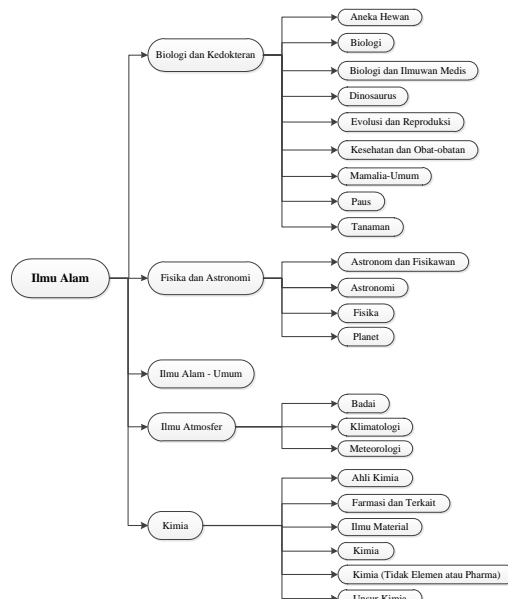 Ilmu Alam
Biologi dan Kedokteran
Aneka Hewan
Biologi
Biologi dan Ilmuwan Medis
Dinosaurus
Evolusi dan Reproduksi
Kesehatan dan Obat-obatan
Mamalia-Umum
Paus
Tanaman
Fisika dan Astronomi
Astronom dan Fisikawan
Astronomi
Fisika
Planet
Ilmu Alam - Umum
Ilmu Atmosfer
Badai
Klimatologi
Meteorologi
Kimia
Ahli Kimia
Farmasi dan Terkait
Ilmu Material
Kimia
Kimia (Tidak Elemen atau Pharma)
Unsur Kimia